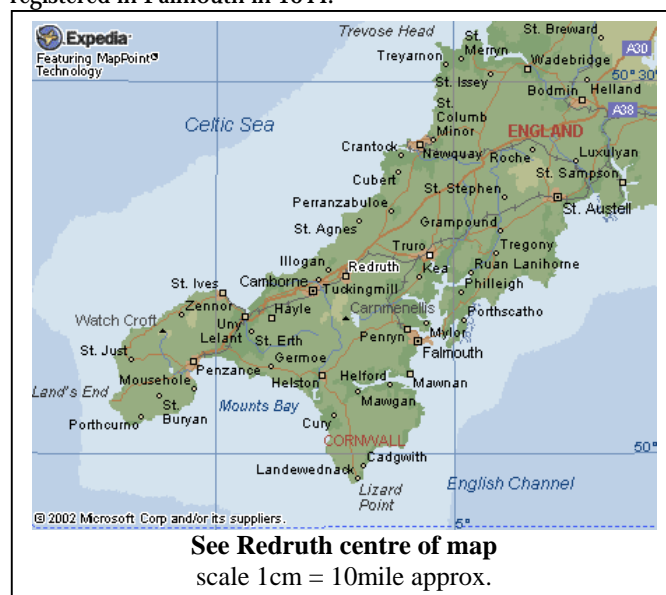 registered in Falmouth in 1841.
Expedia
Featuring MapPoint®
Technology
Trevose Head
St. Merryn
St. Breward
A30
Treyarnon
Wadebridge
50° 30'
St. Issey
Bodmin
Helland
A38
St. Columb Minor
Celtic Sea
ENGLAND
Crantock
Newquay
Roche
Luxulyan
Cubert
St. Sampson
St. Stephen
Perranzabuloe
St. Austell
St. Agnes
Grampound
Truro
Tregony
Illogan
Redruth
Kea
Ruan Lanihorne
St. Ives
Camborne
Tuckingmill
Philleigh
Zennor
Hayle
Carnmenellis
Porthscatho
Watch Croft
Uny Lelant
St. Erth
Penryn
Mylor
St. Just
Germoe
Falmouth
Penzance
Helston
Helford
Mawnan
Mousehole
Land's End
St. Buryan
Mounts Bay
Mawgan
Porthcurno
Cury
CORNWALL
50°
Cadgwith
Landewednack
English Channel
Lizard Point
© 2002 Microsoft Corp and/or its suppliers.
5°
See Redruth centre of map
scale 1cm = 10mile approx.